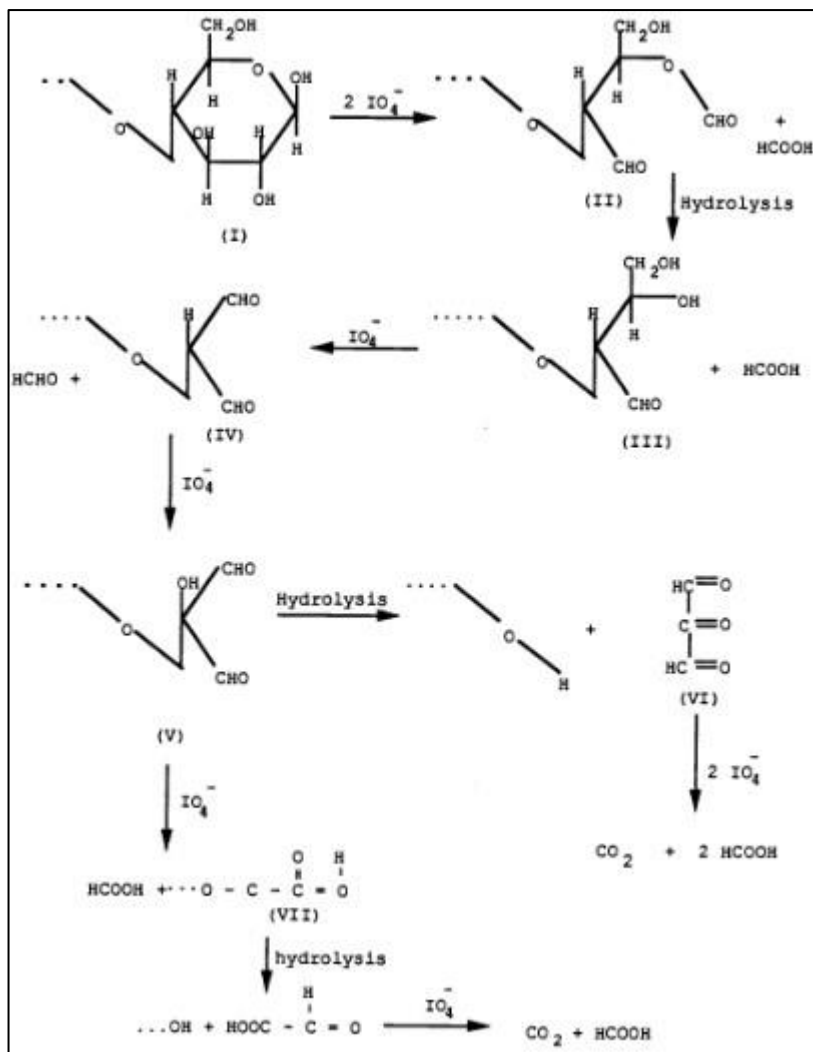 CH2OH
O OH
H H
2 IO4-
O H OH H H
H H
OH
(I)
CH2OH
O
H H
O CHO + HCOOH
CHO
(II)
Hydrolysis
CH2OH
OH
H H
O + HCOOH
CHO
(III)
IO4-
CHO
H
O
HCHO +
CHO
(IV)
IO4-
CHO
OH
O
CHO
(V)
Hydrolysis
O
H
+
HC=O
C=O
HC=O
(VI)
2 IO4-
CO2 + 2 HCOOH
IO4-
O H
HCOOH + ···O - C - C = O
(VII)
hydrolysis
H
...OH + HOOC - C = O
IO4-
CO2 + HCOOH